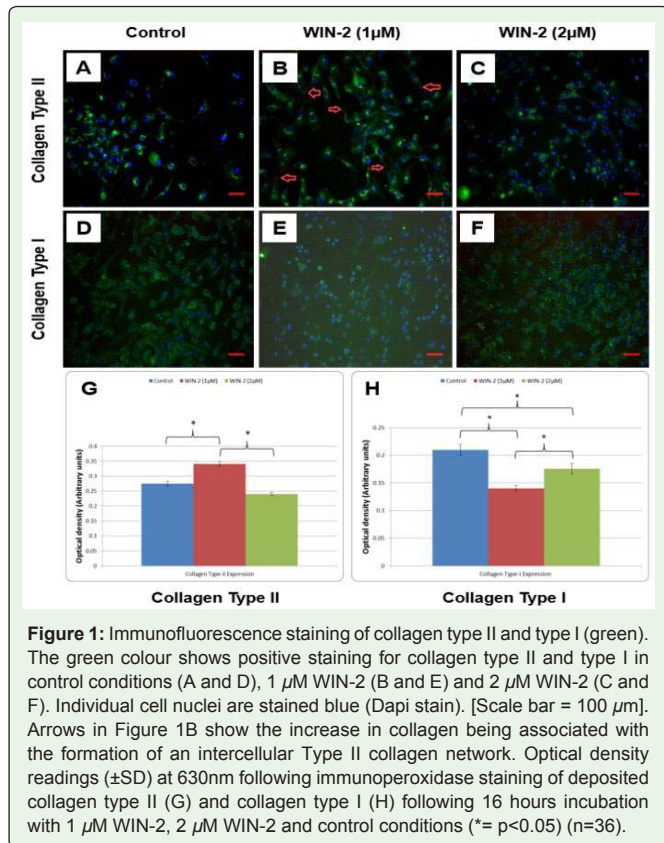 Control WIN-2 (1µM) WIN-2 (2µM)
Collagen Type II
A B C
Collagen Type I
D E F
G
Control WIN-2 (1µM) WIN-2 (2µM)
*
*
Optical density (Arbitrary units)
0.4
0.35
0.3
0.25
0.2
0.15
0.1
0.05
0
Collagen Type-II Expression
Collagen Type II
H
Control WIN-2 (1µM) WIN-2 (2µM)
*
*
*
Optical density (Arbitrary units)
0.25
0.2
0.15
0.1
0.05
0
Collagen Type-I Expression
Collagen Type I
Figure 1: Immunofluorescence staining of collagen type II and type I (green).
The green colour shows positive staining for collagen type II and type I in
control conditions (A and D), 1 µM WIN-2 (B and E) and 2 µM WIN-2 (C and
F). Individual cell nuclei are stained blue (Dapi stain). [Scale bar = 100 µm].
Arrows in Figure 1B show the increase in collagen being associated with
the formation of an intercellular Type II collagen network. Optical density
readings (±SD) at 630nm following immunoperoxidase staining of deposited
collagen type II (G) and collagen type I (H) following 16 hours incubation
with 1 µM WIN-2, 2 µM WIN-2 and control conditions (*= p<0.05) (n=36).